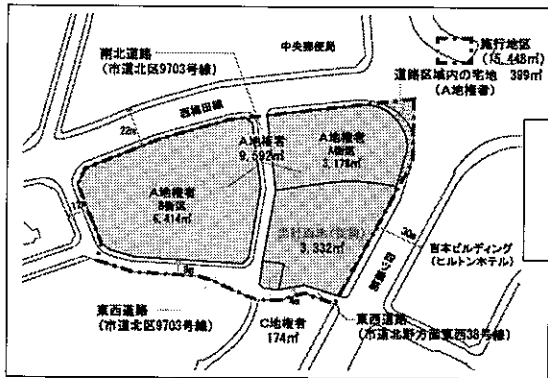 南北道路
(市道北区9703号線)
中央郵便局
施行地区
(15,448㎡)
道路区域内の宅地 399㎡
(A地権者)
西梅田線
22m
A地権者
9,592㎡
A地権者
A街区
3,178㎡
A地権者
B街区
6,414㎡
3,332㎡
30m
吉本ビルディング
(ヒルトンホテル)
東西道路
(市道北区9703号線)
C地権者
174㎡
東西道路
(市道北野方面東西38号線)